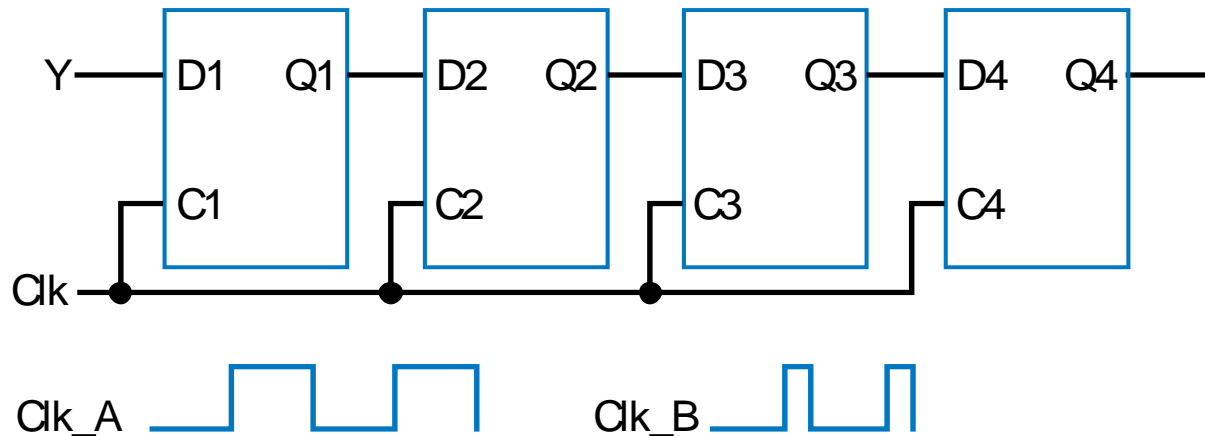 Y D1 Q1 D2 Q2 D3 Q3 D4 Q4
C1 C2 C3 C4
Clk
Clk_A Clk_B